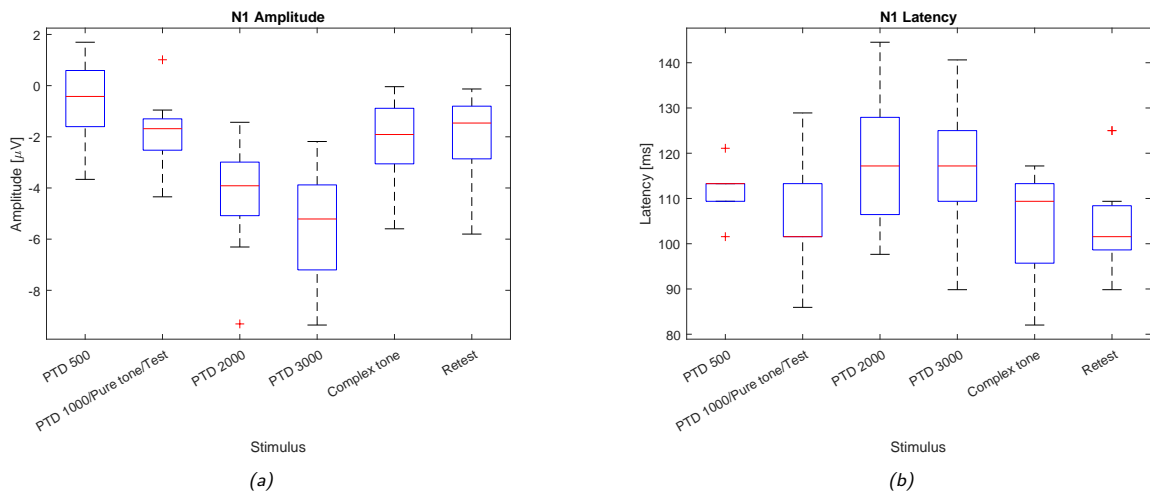 N1 Amplitude
2
0
-2
-4
-6
-8
Amplitude [μV]
PTD 500
PTD 1000/Pure tone/Test
PTD 2000
PTD 3000
Complex tone
Retest
Stimulus
(a)
N1 Latency
140
130
120
110
100
90
80
Latency [ms]
PTD 500
PTD 1000/Pure tone/Test
PTD 2000
PTD 3000
Complex tone
Retest
Stimulus
(b)